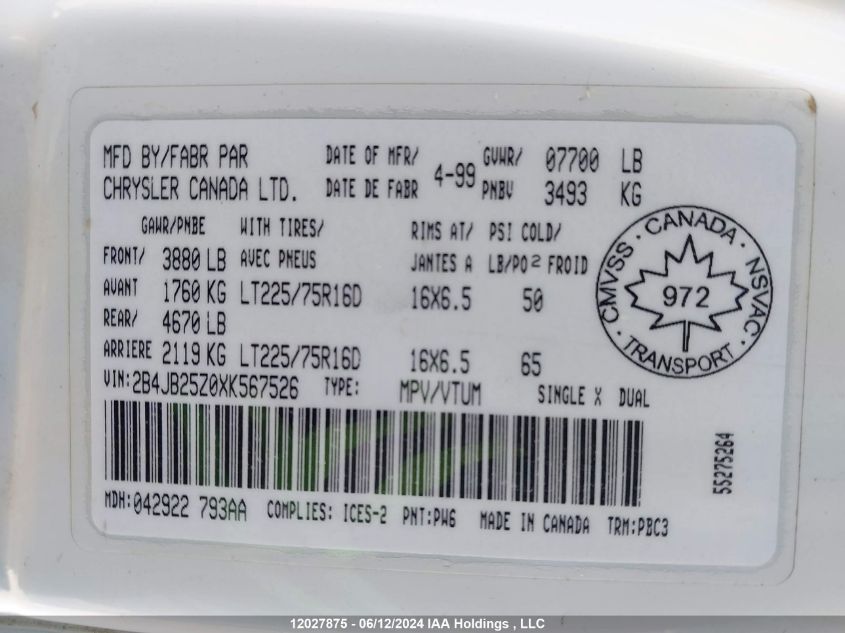 MFD BY/FABR PAR DATE OF MFR/ GVWR/ 07700 LB
CHRYSLER CANADA LTD. DATE DE FABR 4-99 PNBV 3493 KG
GAWR/PNBE WITH TIRES/ RIMS AT/ PSI COLD/
FRONT/ 3880 LB AVEC PNEUS JANTES A LB/PO² FROID
AVANT 1760 KG LT225/75R16D 16X6.5 50
REAR/ 4670 LB
ARRIERE 2119 KG LT225/75R16D 16X6.5 65
VIN:2B4JB25Z0XK567526 TYPE: MPV/VTUM SINGLE X DUAL
MDH:042922 793AA COMPLIES: ICES-2 PNT:PW6 MADE IN CANADA TRM:PBC3
55275264
CMVSS · CANADA · NSVAC · TRANSPORT ·
972
12027875 - 06/12/2024 IAA Holdings , LLC